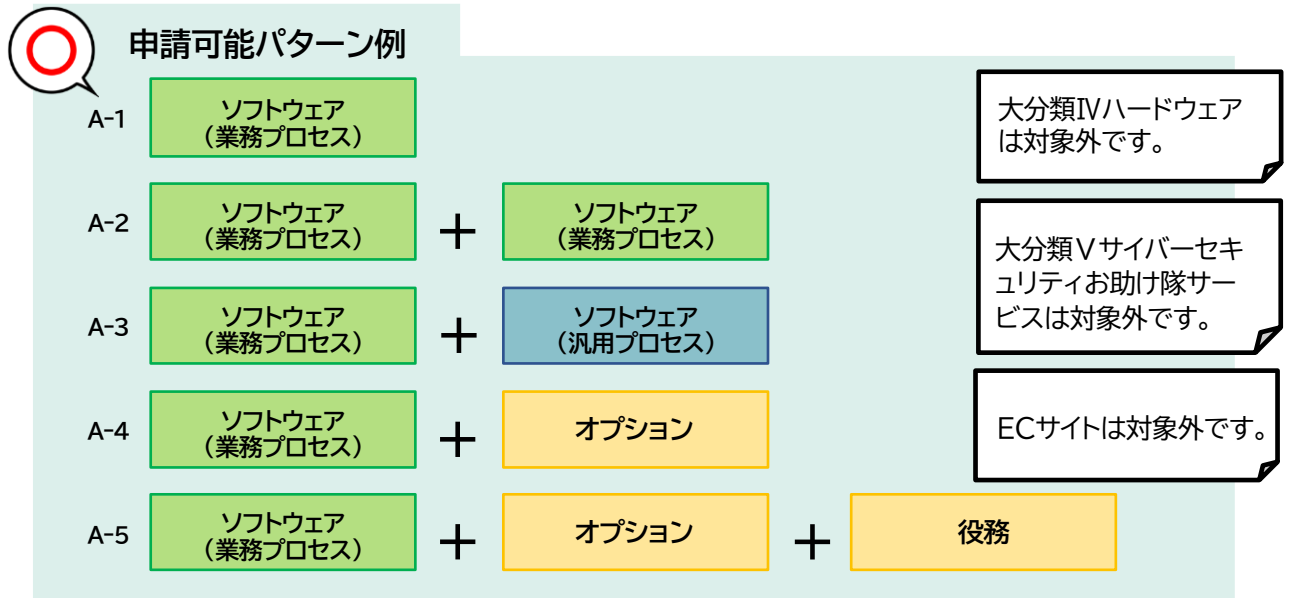 申請可能パターン例
A-1
ソフトウェア
(業務プロセス)
A-2
ソフトウェア
(業務プロセス)
+
ソフトウェア
(業務プロセス)
A-3
ソフトウェア
(業務プロセス)
+
ソフトウェア
(汎用プロセス)
A-4
ソフトウェア
(業務プロセス)
+
オプション
A-5
ソフトウェア
(業務プロセス)
+
オプション
+
役務
大分類Ⅳハードウェア
は対象外です。
大分類Ⅴサイバーセキ
ュリティお助け隊サー
ビスは対象外です。
ECサイトは対象外です。